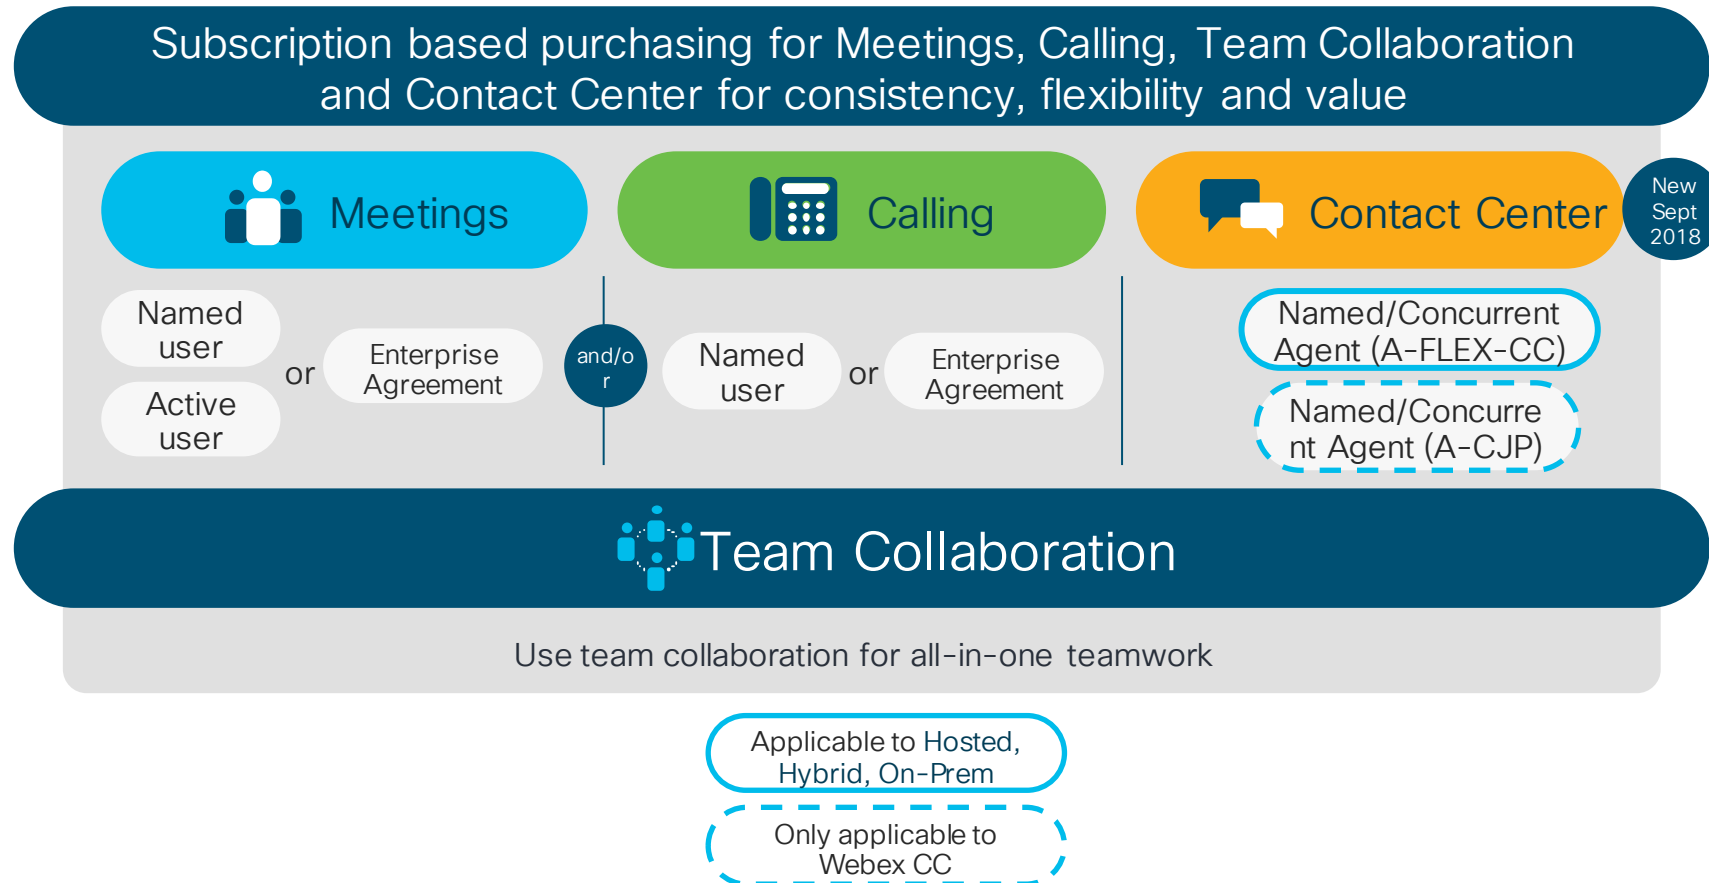 Subscription based purchasing for Meetings, Calling, Team Collaboration
and Contact Center for consistency, flexibility and value
Meetings
Calling
Contact Center
New
Sept
2018
Named
user
Active
user
or
Enterprise
Agreement
and/o
r
Named
user
or
Enterprise
Agreement
Named/Concurrent
Agent (A-FLEX-CC)
Named/Concurre
nt Agent (A-CJP)
Team Collaboration
Use team collaboration for all-in-one teamwork
Applicable to Hosted,
Hybrid, On-Prem
Only applicable to
Webex CC